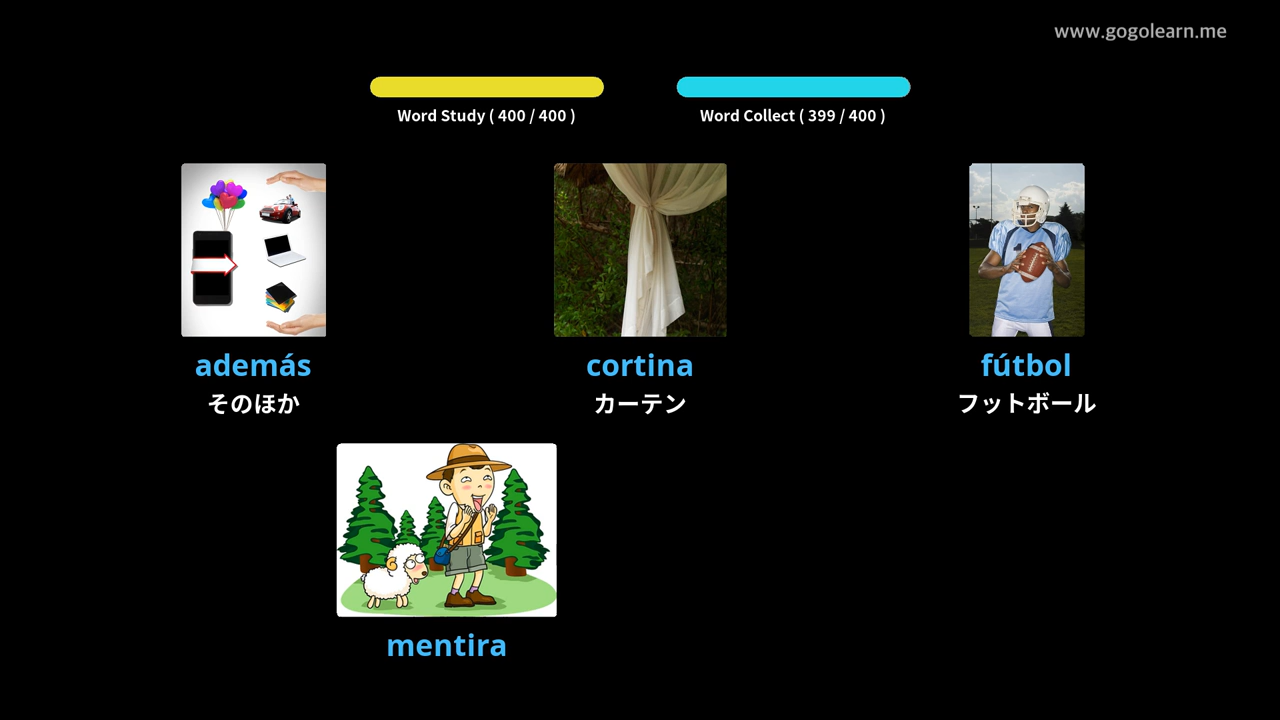 www.gogolearn.me
Word Study ( 400 / 400 )
Word Collect ( 399 / 400 )
además
そのほか
cortina
カーテン
fútbol
フットボール
mentira